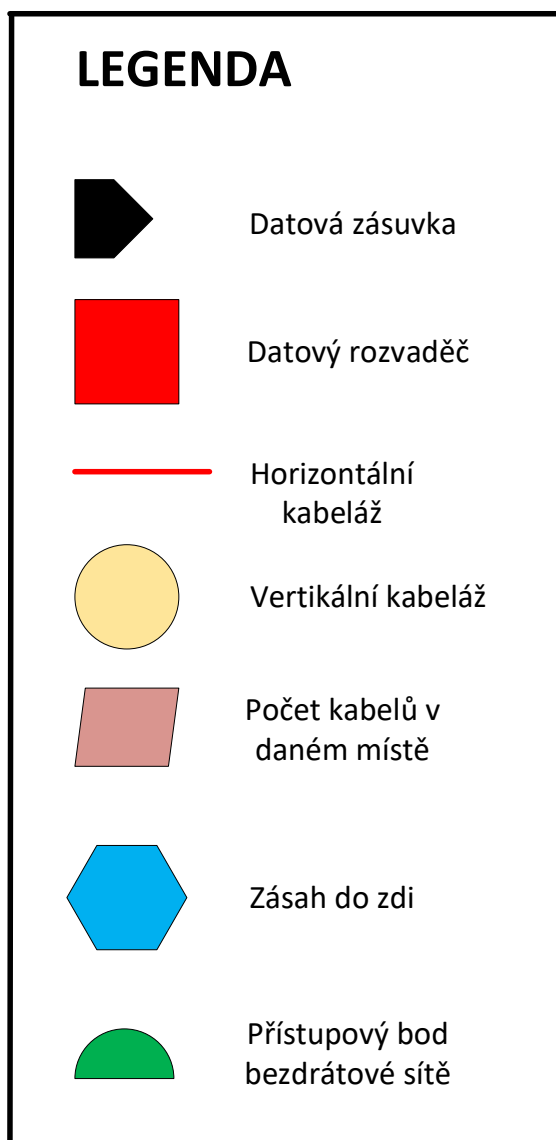 LEGENDA
Datová zásuvka
Datový rozvaděč
Horizontální
kabeláž
Vertikální kabeláž
Počet kabelů v
daném místě
Zásah do zdi
Přístupový bod
bezdrátové sítě